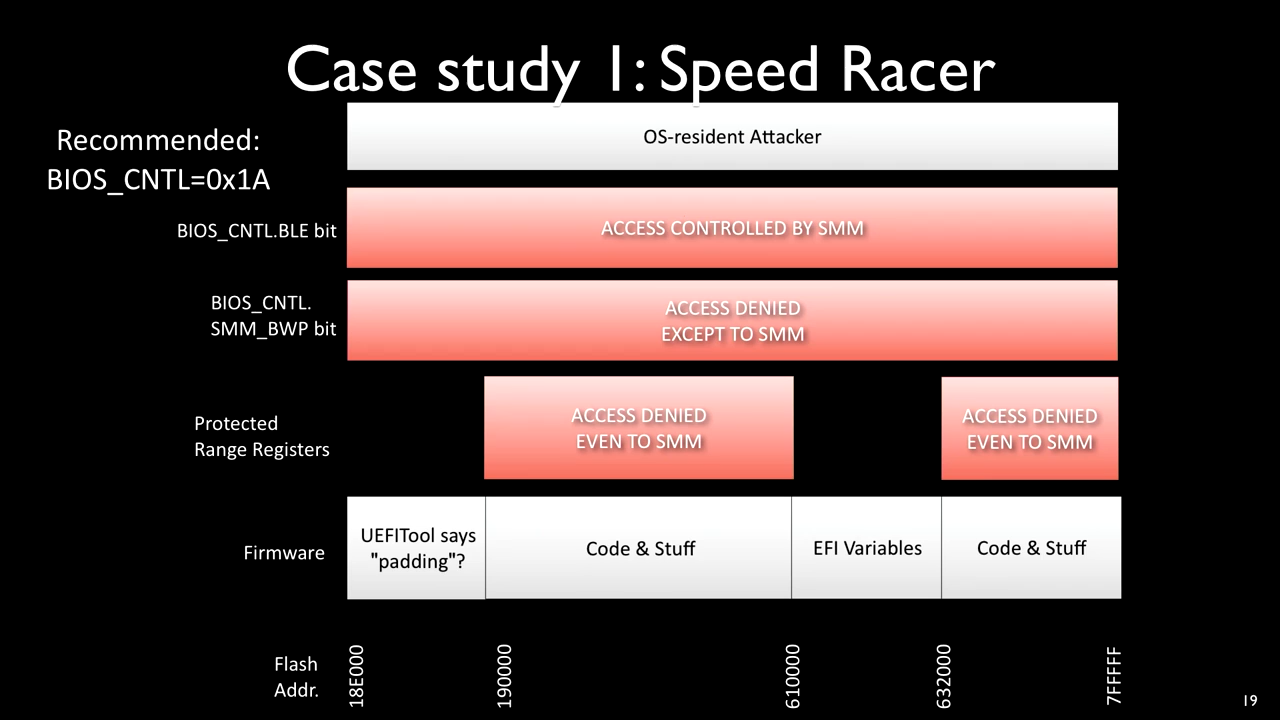 Case study 1: Speed Racer
Recommended:
BIOS_CNTL=0x1A
OS-resident Attacker
BIOS_CNTL.BLE bit
ACCESS CONTROLLED BY SMM
BIOS_CNTL.
SMM_BWP bit
ACCESS DENIED
EXCEPT TO SMM
Protected
Range Registers
ACCESS DENIED
EVEN TO SMM
ACCESS DENIED
EVEN TO SMM
Firmware
UEFITool says
"padding"?
Code & Stuff
EFI Variables
Code & Stuff
Flash
Addr.
18E000
190000
610000
632000
7FFFFF
19